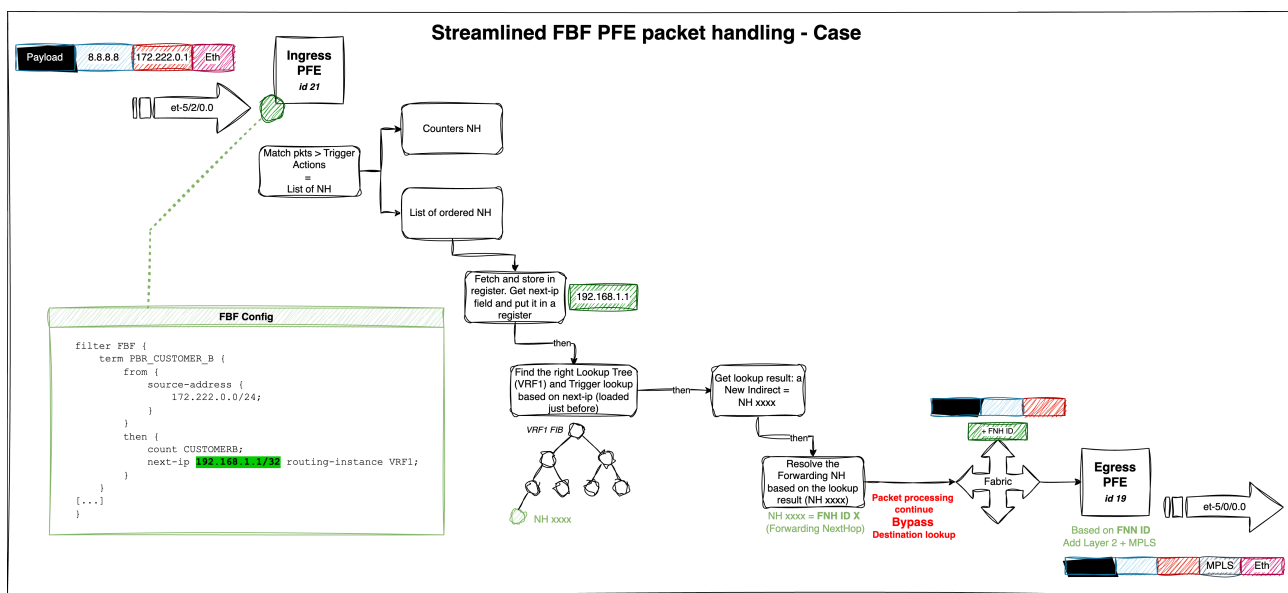 Streamlined FBF PFE packet handling - Case
Payload
8.8.8.8
172.222.0.1
Eth
Ingress
PFE
id 21
et-5/2/0.0
Match pkts > Trigger
Actions
=
List of NH
Counters NH
List of ordered NH
Fetch and store in
register. Get next-ip
field and put it in a
register
192.168.1.1
then
FBF Config
filter FBF {
term PBR_CUSTOMER_B {
from {
source-address {
172.222.0.0/24;
}
}
then {
count CUSTOMERB;
next-ip 192.168.1.1/32 routing-instance VRF1;
}
}
[...]
}
Find the right Lookup Tree
(VRF1) and Trigger lookup
based on next-ip (loaded
just before)
then
Get lookup result: a
New Indirect =
NH xxxx
VRF1 FIB
NH xxxx
then
Resolve the
Forwarding NH
based on the lookup
result (NH xxxx)
NH xxxx = FNH ID X
(Forwarding NextHop)
Packet processing
continue
Bypass
Destination lookup
+ FNH ID
Fabric
Egress
PFE
id 19
et-5/0/0.0
Based on FNN ID
Add Layer 2 + MPLS
MPLS
Eth